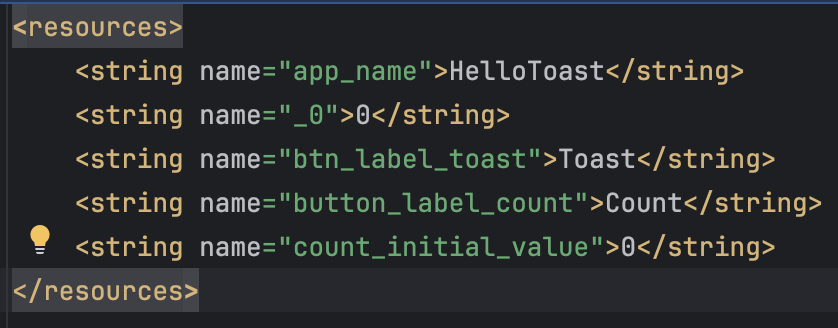 <resources>
    <string name="app_name">HelloToast</string>
    <string name="_0">0</string>
    <string name="btn_label_toast">Toast</string>
    <string name="button_label_count">Count</string>
    <string name="count_initial_value">0</string>
</resources>